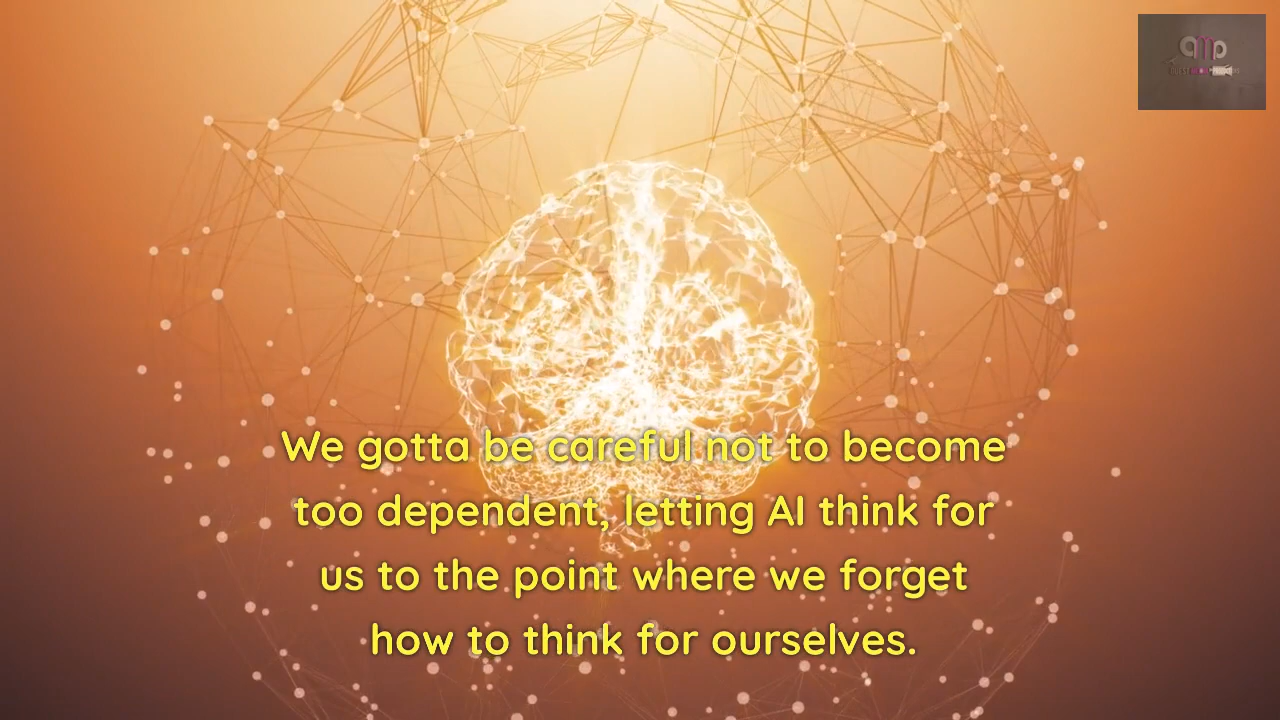 We gotta be careful not to become
too dependent, letting AI think for
us to the point where we forget
how to think for ourselves.